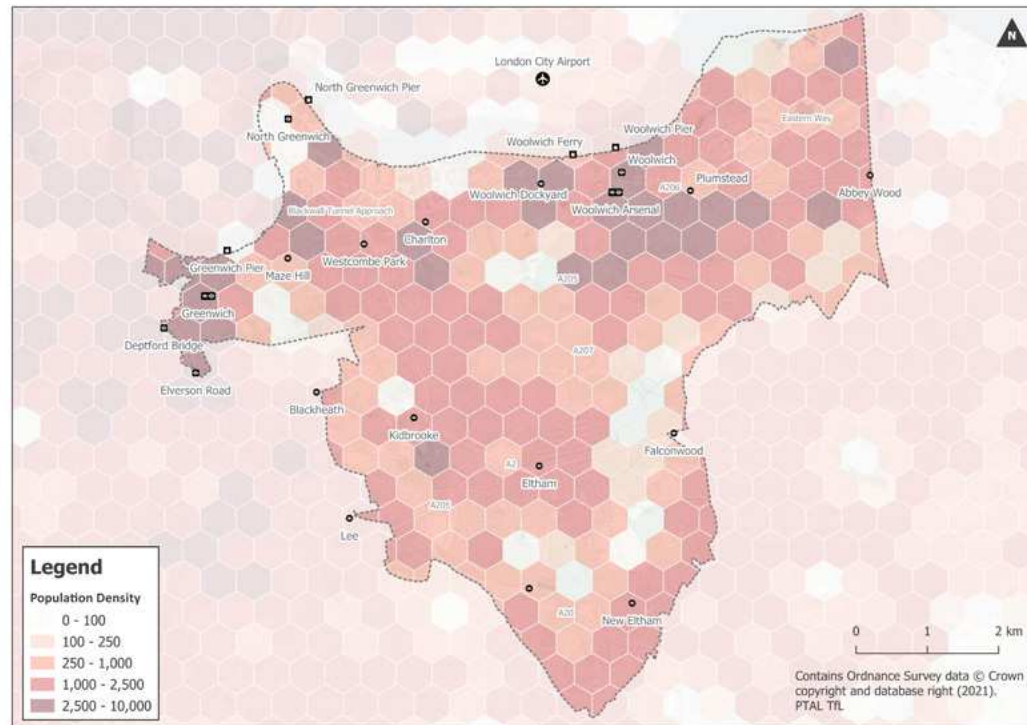 N
London City Airport
North Greenwich Pier
North Greenwich
Woolwich Ferry
Woolwich Pier
Woolwich
Eastern Way
Woolwich Dockyard
Woolwich Arsenal
A206
Plumstead
Abbey Wood
Blackwall Tunnel Approach
Charlton
Westcombe Park
Greenwich Pier
Maze Hill
A205
Greenwich
Deptford Bridge
A207
Elverson Road
Blackheath
Kidbrooke
Falconwood
A2
Eltham
A205
Lee
A20
New Eltham
Legend
Population Density
0 - 100
100 - 250
250 - 1,000
1,000 - 2,500
2,500 - 10,000
0 1 2 km
Contains Ordnance Survey data © Crown
copyright and database right (2021).
PTAL TfL